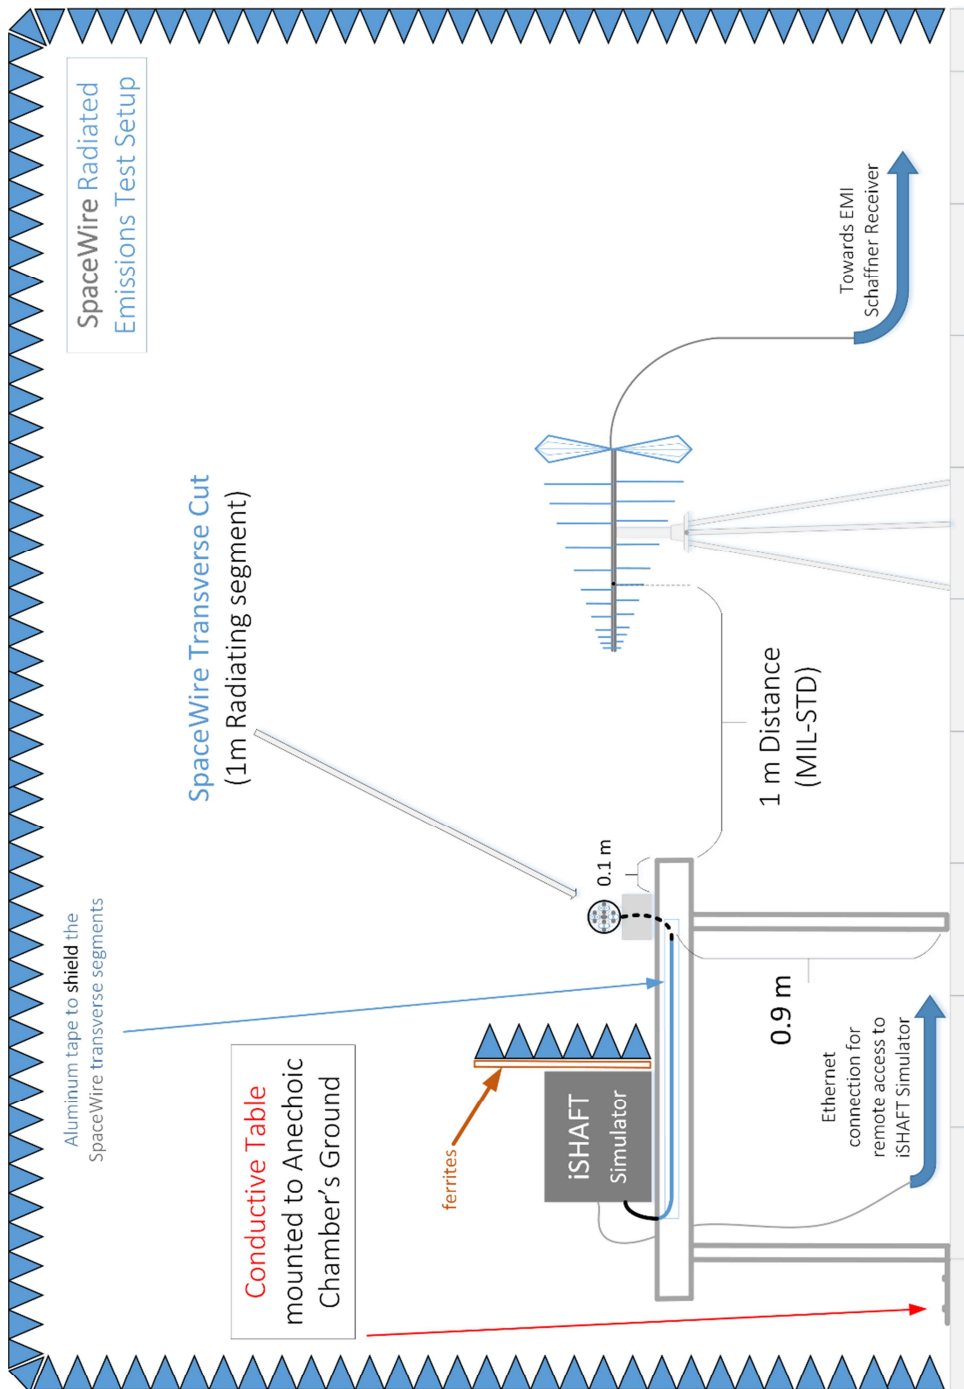 SpaceWire Radiated
Emissions Test Setup
Aluminum tape to shield the
SpaceWire transverse segments
SpaceWire Transverse Cut
(1m Radiating segment)
Conductive Table
mounted to Anechoic
Chamber's Ground
ferrites
iSHAFT
Simulator
0.1 m
1 m Distance
(MIL-STD)
0.9 m
Ethernet
connection for
remote access to
iSHAFT Simulator
Towards EMI
Schaffner Receiver